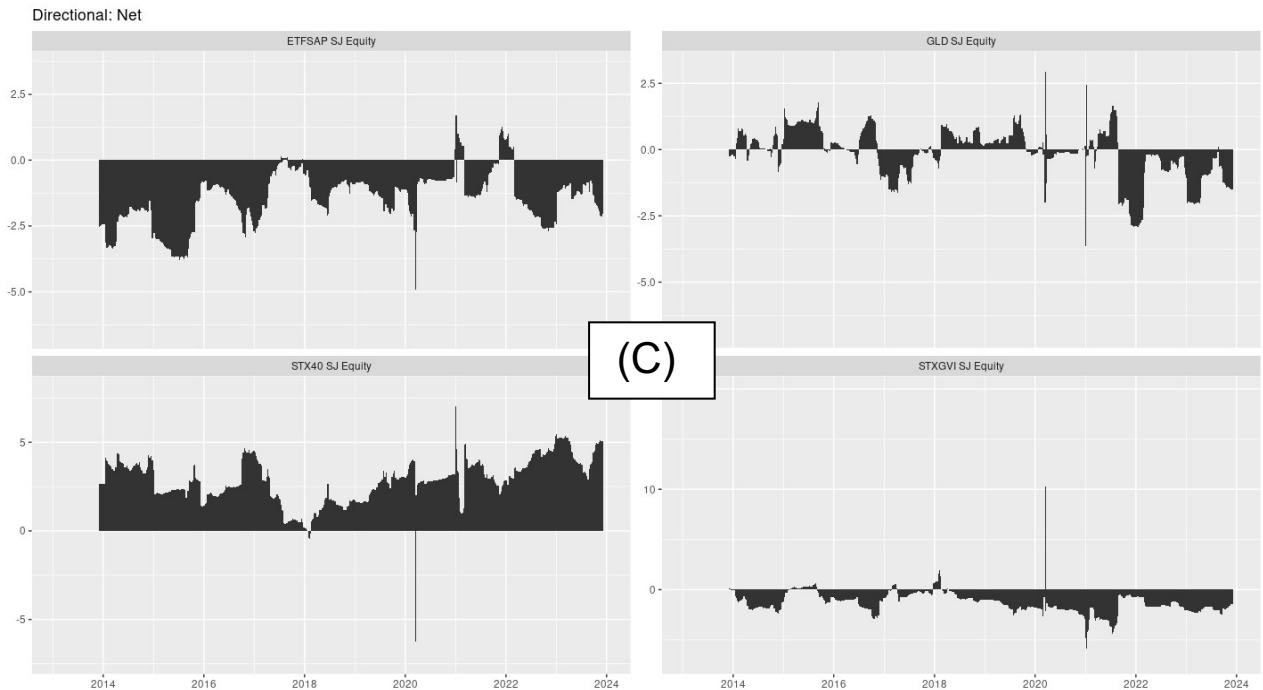 Directional: Net
ETFSAP SJ Equity
GLD SJ Equity
2.5
0.0
-2.5
-5.0
2.5
0.0
-2.5
-5.0
(C)
STX40 SJ Equity
STXGVI SJ Equity
5
0
-5
10
0
2014 2016 2018 2020 2022 2024
2014 2016 2018 2020 2022 2024